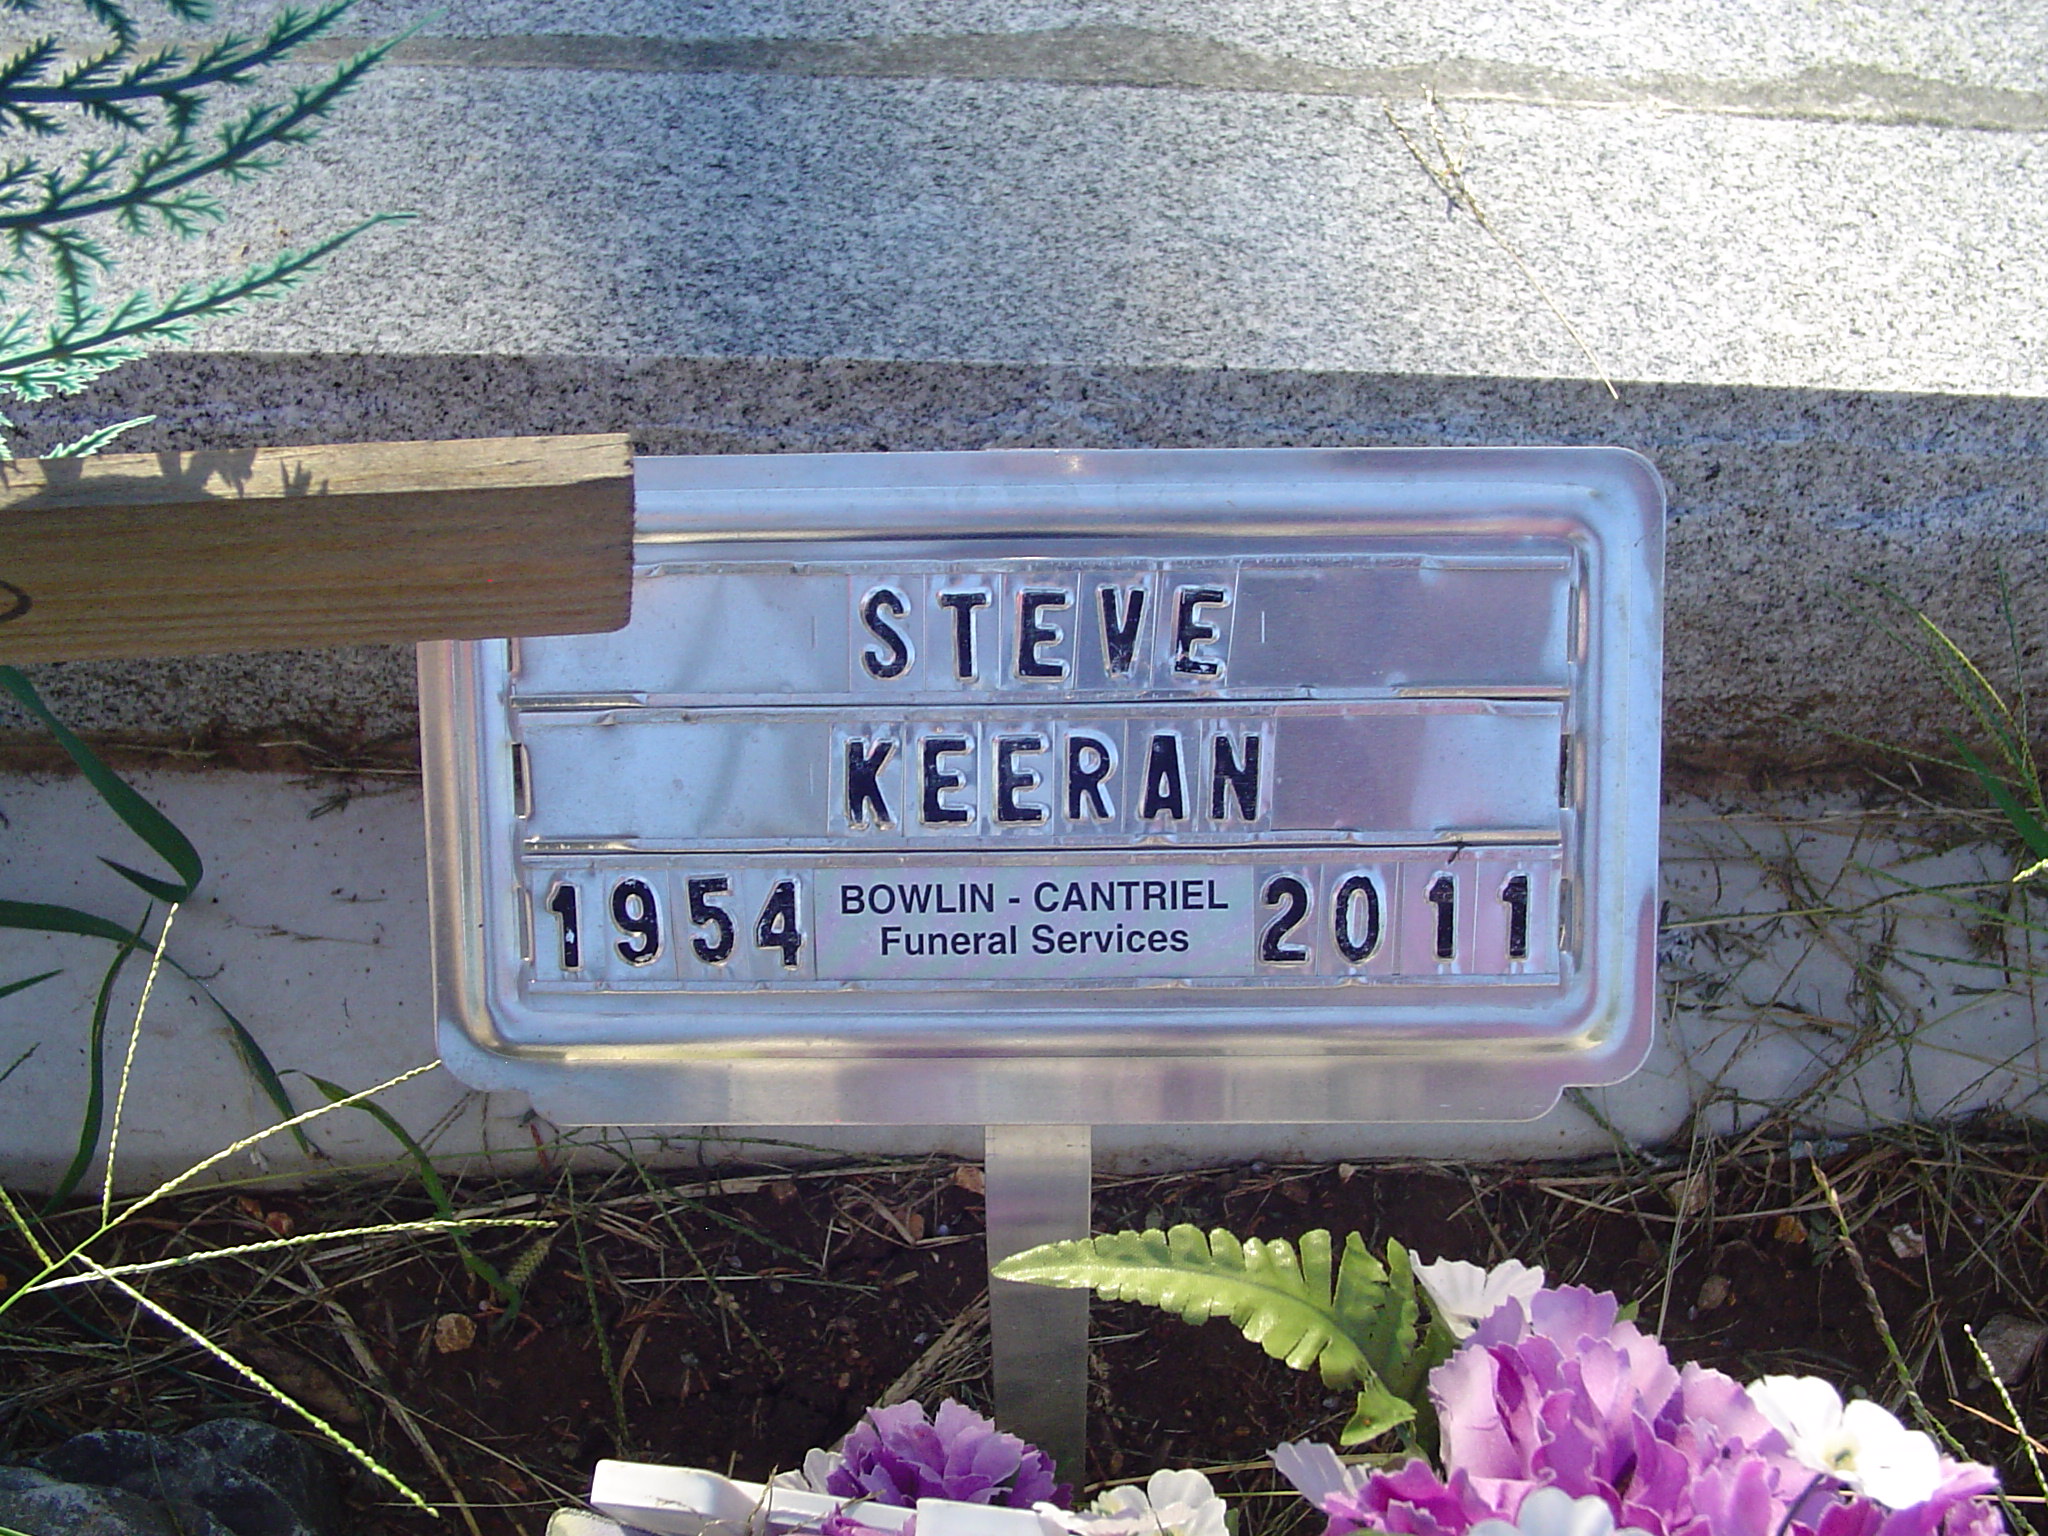 STEVE
KEERAN
1954 BOWLIN - CANTRIEL 2011
Funeral Services